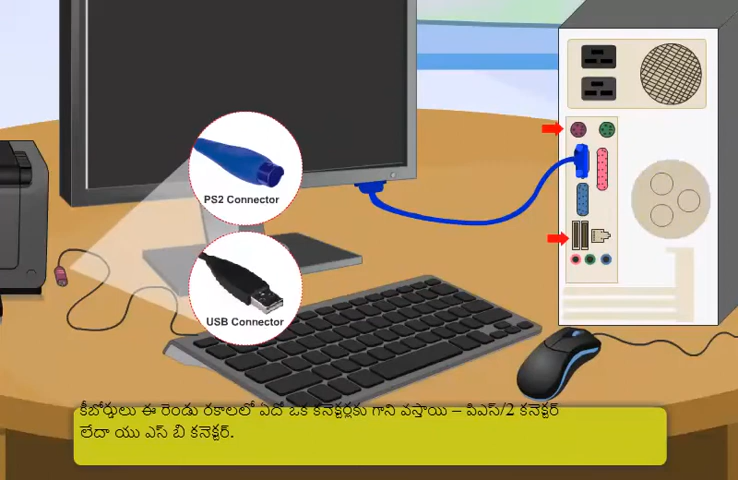 PS2 Connector
USB Connector
కీబోర్డులు ఈ రెండు రకాలలో ఏదో ఒక కనెక్టర్లకు గాని వస్తాయి – పిఎస్/2 కనెక్టర్
లేదా యు ఎస్ బి కనెక్టర్.